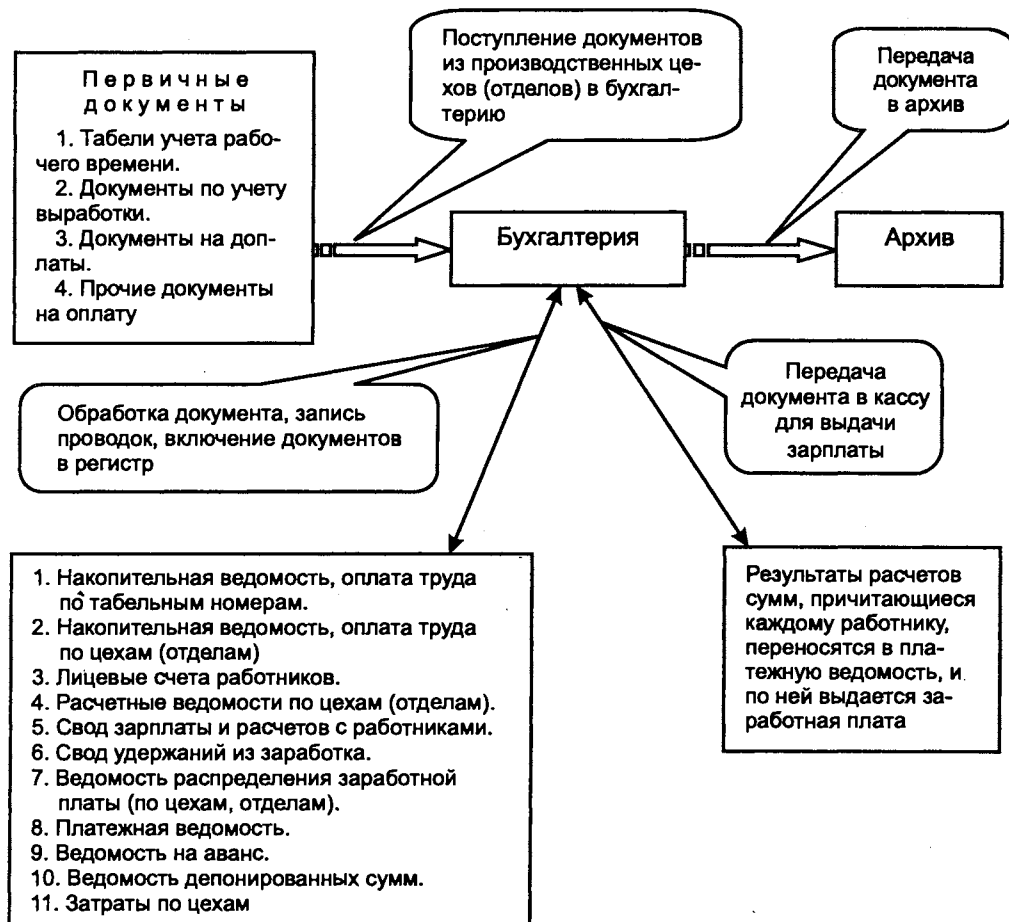 Первичные
документы
1. Табели учета рабо-
чего времени.
2. Документы по учету
выработки.
3. Документы на доп-
латы.
4. Прочие документы
на оплату
Поступление документов
из производственных це-
хов (отделов) в бухгал-
терию
Передача
документа
в архив
Бухгалтерия
Архив
Обработка документа, запись
проводок, включение документов
в регистр
Передача
документа в кассу
для выдачи
зарплаты
1. Накопительная ведомость, оплата труда
по табельным номерам.
2. Накопительная ведомость, оплата труда
по цехам (отделам)
3. Лицевые счета работников.
4. Расчетные ведомости по цехам (отделам).
5. Свод зарплаты и расчетов с работниками.
6. Свод удержаний из заработка.
7. Ведомость распределения заработной
платы (по цехам, отделам).
8. Платежная ведомость.
9. Ведомость на аванс.
10. Ведомость депонированных сумм.
11. Затраты по цехам
Результаты расчетов
сумм, причитающиеся
каждому работнику,
переносятся в пла-
тежную ведомость, и
по ней выдается за-
работная плата